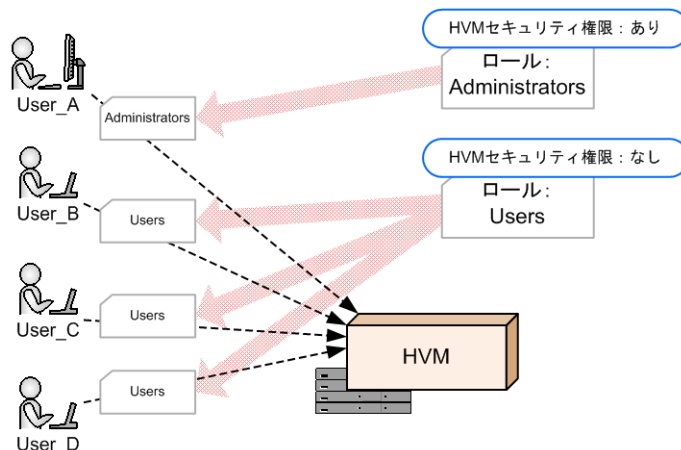 HVMセキュリティ権限：あり
ロール：
Administrators
User_A
Administrators
HVMセキュリティ権限：なし
ロール：
Users
User_B
Users
User_C
Users
HVM
User_D
Users